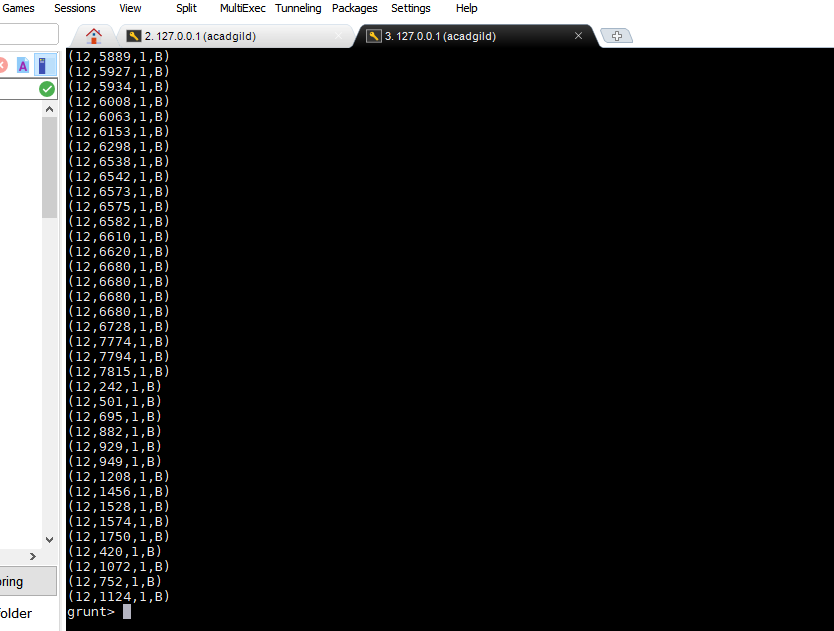 Games Sessions View Split MultiExec Tunneling Packages Settings Help
2. 127.0.0.1 (acadgild)
3. 127.0.0.1 (acadgild)
A
(12,5889,1,B)
(12,5927,1,B)
(12,5934,1,B)
(12,6008,1,B)
(12,6063,1,B)
(12,6153,1,B)
(12,6298,1,B)
(12,6538,1,B)
(12,6542,1,B)
(12,6573,1,B)
(12,6575,1,B)
(12,6582,1,B)
(12,6610,1,B)
(12,6620,1,B)
(12,6680,1,B)
(12,6680,1,B)
(12,6680,1,B)
(12,6680,1,B)
(12,6728,1,B)
(12,7774,1,B)
(12,7794,1,B)
(12,7815,1,B)
(12,242,1,B)
(12,501,1,B)
(12,695,1,B)
(12,882,1,B)
(12,929,1,B)
(12,949,1,B)
(12,1208,1,B)
(12,1456,1,B)
(12,1528,1,B)
(12,1574,1,B)
(12,1750,1,B)
(12,420,1,B)
(12,1072,1,B)
(12,752,1,B)
(12,1124,1,B)
grunt>
oring
folder